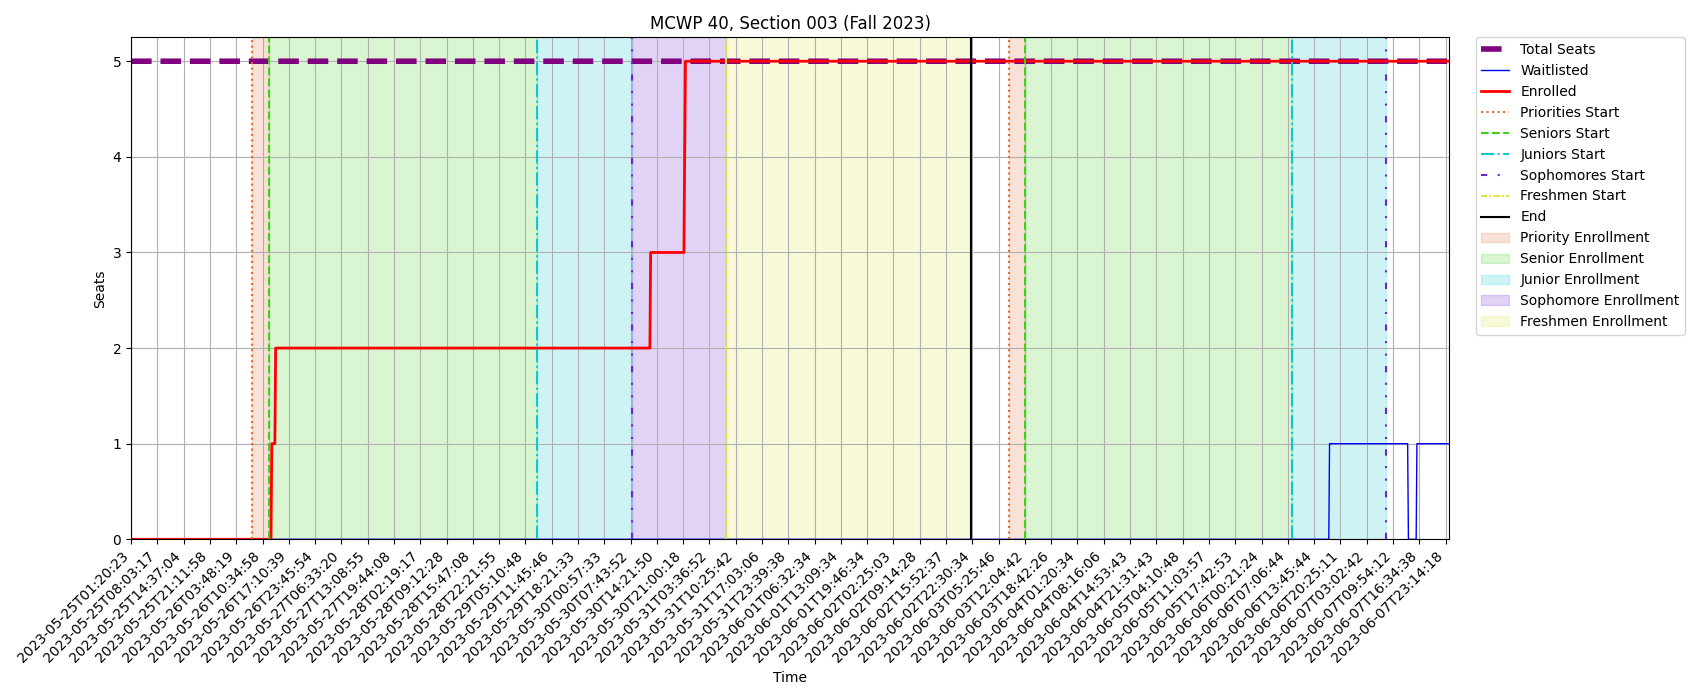 MCWP 40, Section 003 (Fall 2023)
Seats
5
4
3
2
1
0
2023-05-25T01:20:23
2023-05-25T08:03:17
2023-05-25T14:37:04
2023-05-25T21:11:58
2023-05-26T03:48:19
2023-05-26T10:34:58
2023-05-26T17:10:39
2023-05-26T23:45:54
2023-05-27T06:33:20
2023-05-27T13:08:55
2023-05-27T19:44:08
2023-05-28T02:19:17
2023-05-28T09:12:28
2023-05-28T15:47:08
2023-05-28T22:21:55
2023-05-29T05:10:48
2023-05-29T11:45:46
2023-05-29T18:21:33
2023-05-30T00:57:33
2023-05-30T07:43:52
2023-05-30T14:21:50
2023-05-30T21:00:18
2023-05-31T03:36:52
2023-05-31T10:25:42
2023-05-31T17:03:06
2023-05-31T23:39:38
2023-06-01T06:32:34
2023-06-01T13:09:34
2023-06-01T19:46:34
2023-06-02T02:25:03
2023-06-02T09:14:28
2023-06-02T15:52:37
2023-06-02T22:30:34
2023-06-03T05:25:46
2023-06-03T12:04:42
2023-06-03T18:42:26
2023-06-04T01:20:34
2023-06-04T08:16:06
2023-06-04T14:53:43
2023-06-04T21:31:43
2023-06-05T04:10:48
2023-06-05T11:03:57
2023-06-05T17:42:53
2023-06-06T00:21:24
2023-06-06T07:06:44
2023-06-06T13:45:44
2023-06-06T20:25:11
2023-06-07T03:02:42
2023-06-07T09:54:12
2023-06-07T16:34:38
2023-06-07T23:14:18
Time
Total Seats
Waitlisted
Enrolled
Priorities Start
Seniors Start
Juniors Start
Sophomores Start
Freshmen Start
End
Priority Enrollment
Senior Enrollment
Junior Enrollment
Sophomore Enrollment
Freshmen Enrollment